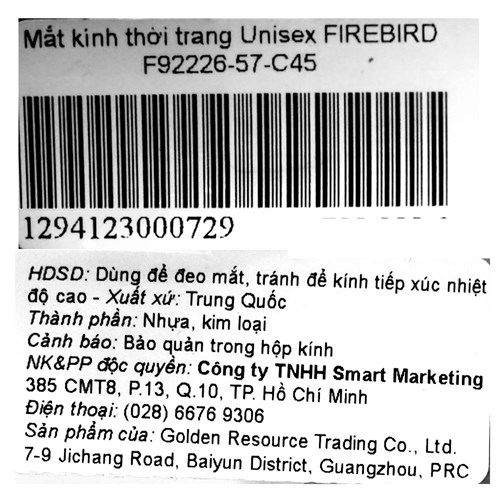 Mắt kinh thời trang Unisex FIREBIRD
F92226-57-C45
1294123000729
HDSD: Dùng để đeo mắt, tránh để kính tiếp xúc nhiệt
độ cao - Xuất xứ: Trung Quốc
Thành phần: Nhựa, kim loại
Cảnh báo: Bảo quản trong hộp kính
NK&PP độc quyền: Công ty TNHH Smart Marketing
385 CMT8, P.13, Q.10, TP. Hồ Chí Minh
Điện thoại: (028) 6676 9306
Sản phẩm của: Golden Resource Trading Co., Ltd.
7-9 Jichang Road, Baiyun District, Guangzhou, PRC